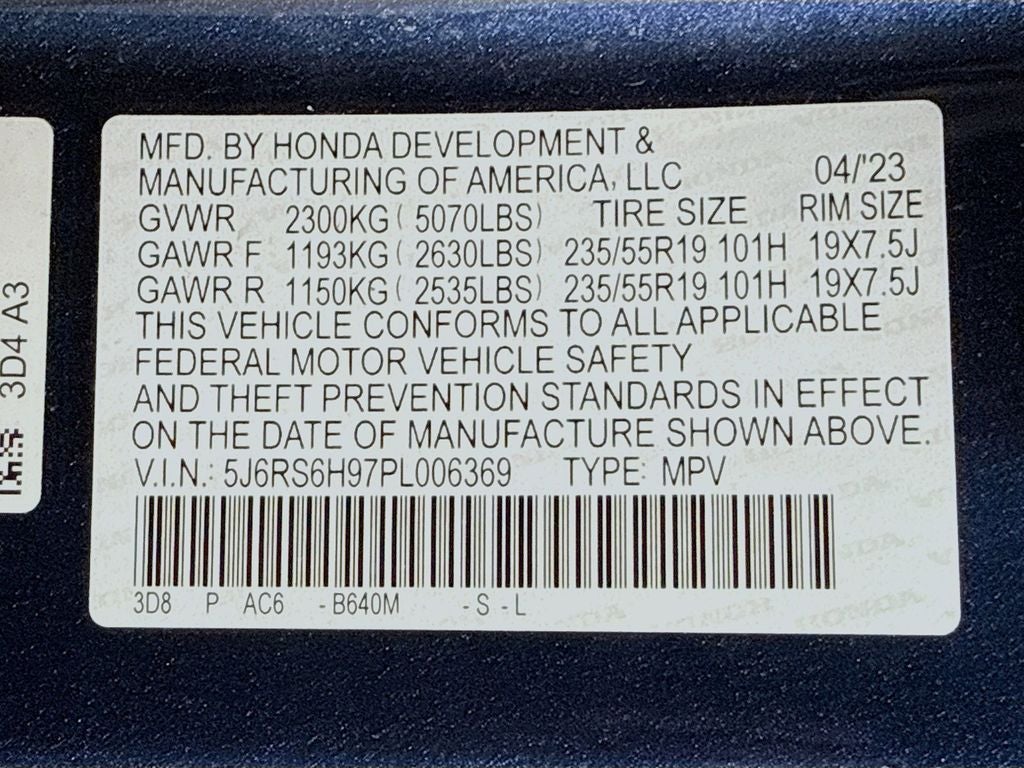 MFD. BY HONDA DEVELOPMENT &
MANUFACTURING OF AMERICA, LLC 04/'23
GVWR 2300KG ( 5070LBS) TIRE SIZE RIM SIZE
GAWR F 1193KG ( 2630LBS) 235/55R19 101H 19X7.5J
GAWR R 1150KG ( 2535LBS) 235/55R19 101H 19X7.5J
THIS VEHICLE CONFORMS TO ALL APPLICABLE
FEDERAL MOTOR VEHICLE SAFETY
AND THEFT PREVENTION STANDARDS IN EFFECT
ON THE DATE OF MANUFACTURE SHOWN ABOVE.
V.I.N.: 5J6RS6H97PL006369 TYPE: MPV
3D8 P AC6 - B640M - S - L
3D4 A3